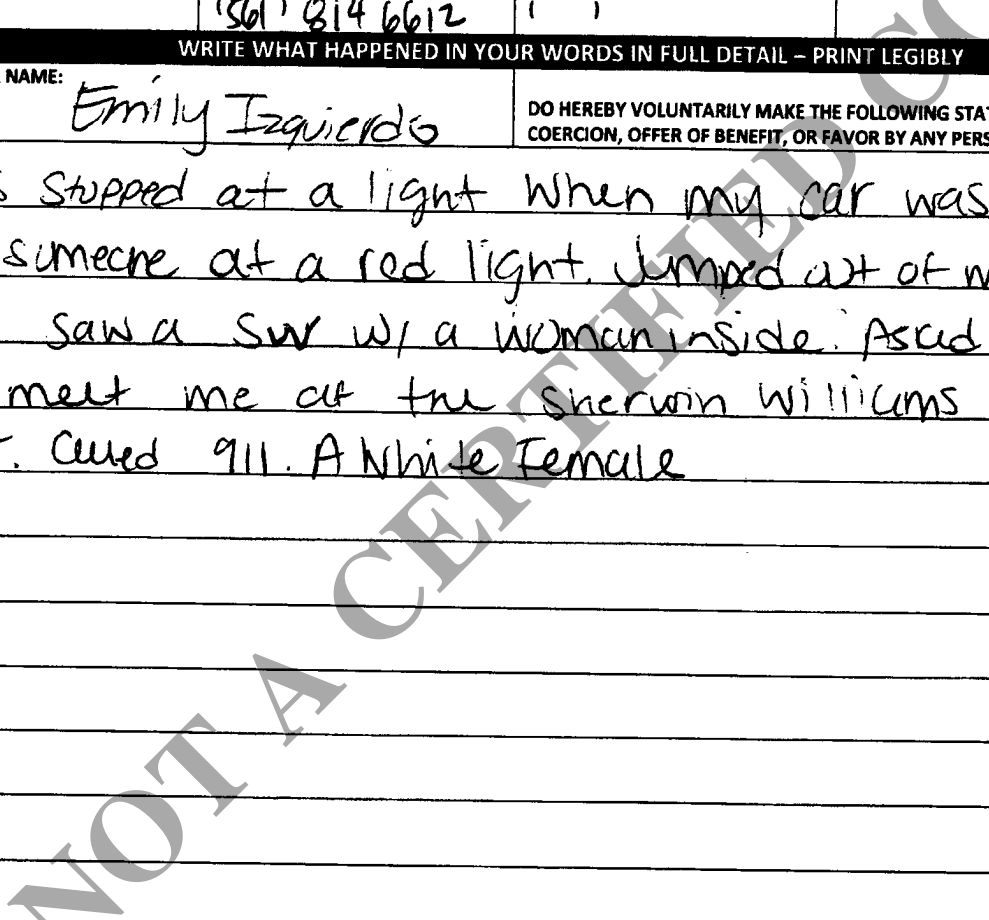 (561) 814 6612 ( )
WRITE WHAT HAPPENED IN YOUR WORDS IN FULL DETAIL – PRINT LEGIBLY
NAME:
Emily Izquierdo
DO HEREBY VOLUNTARILY MAKE THE FOLLOWING STAT
COERCION, OFFER OF BENEFIT, OR FAVOR BY ANY PERS
s stopped at a light when my car was
someone at a red light. Jumped out of m
saw a SUV w/ a woman inside. Asked
meet me at the Sherwin Williams
. Called 911. A White Female
NOT A CERTIFIED CO